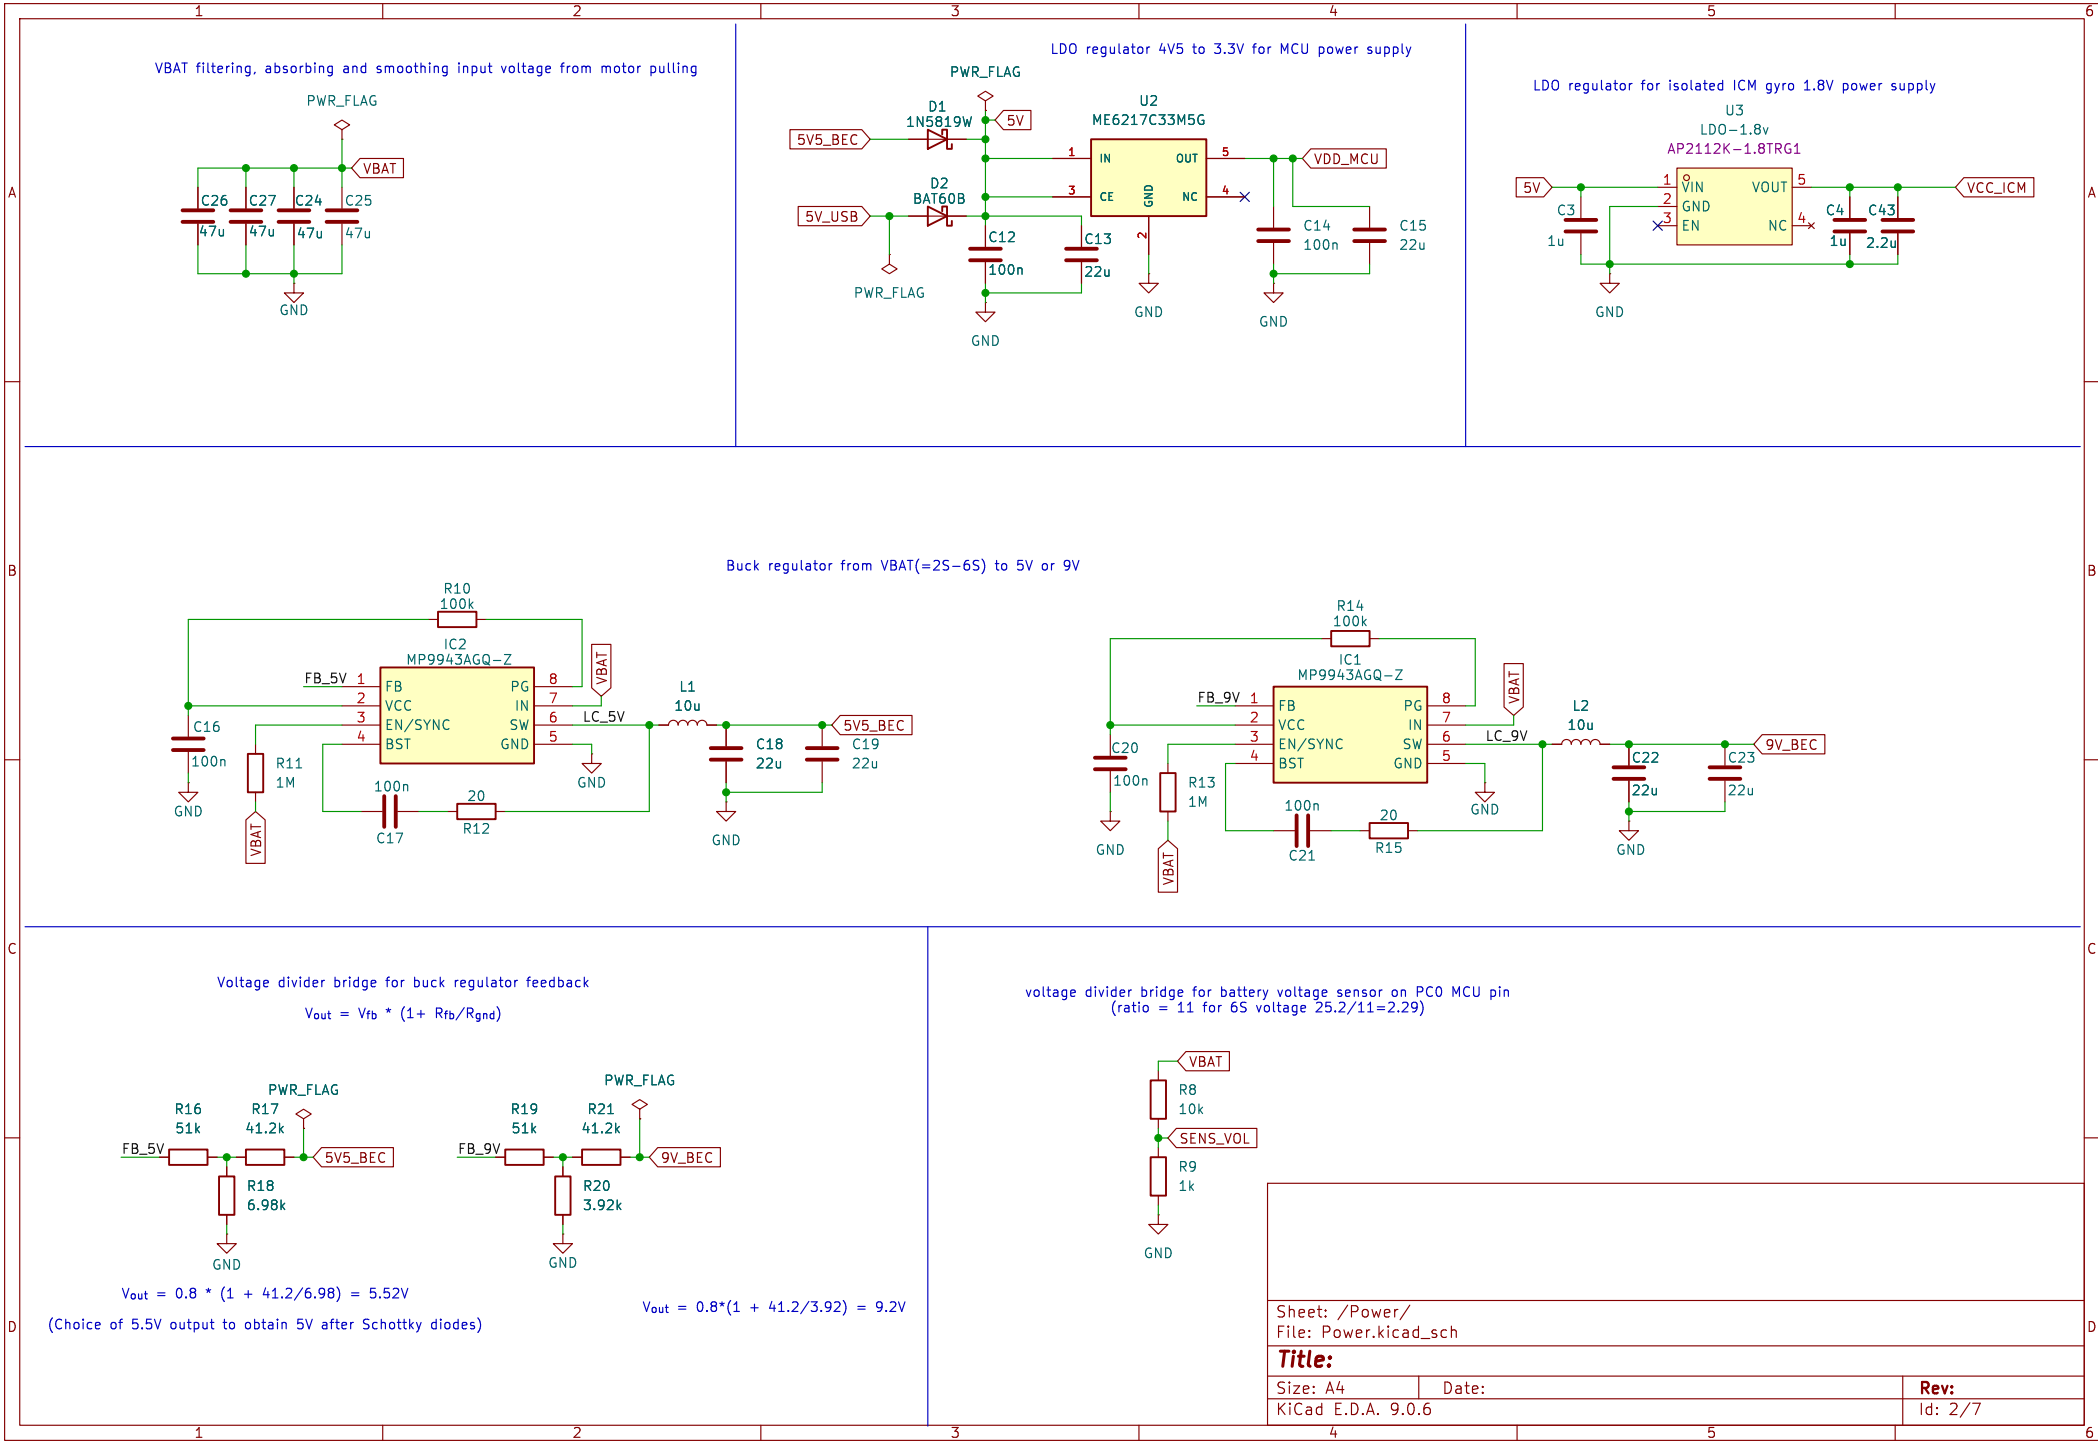 1 2 3 4 5 6
A
B
C
D
VBAT filtering, absorbing and smoothing input voltage from motor pulling
PWR_FLAG
VBAT
C26
47u
C27
47u
C24
47u
C25
47u
GND
LDO regulator 4V5 to 3.3V for MCU power supply
PWR_FLAG
5V
D1
1N5819W
5V5_BEC
D2
BAT60B
5V_USB
PWR_FLAG
C12
100n
C13
22u
GND
U2
ME6217C33M5G
1 IN
3 CE
OUT 5
NC 4
GND
2
GND
VDD_MCU
C14
100n
C15
22u
GND
LDO regulator for isolated ICM gyro 1.8V power supply
U3
LDO-1.8v
AP2112K-1.8TRG1
5V
1 VIN
2 GND
3 EN
VOUT 5
NC 4
C3
1u
C4
1u
C43
2.2u
VCC_ICM
GND
Buck regulator from VBAT(=2S-6S) to 5V or 9V
R10
100k
IC2
MP9943AGQ-Z
FB_5V
1 FB
2 VCC
3 EN/SYNC
4 BST
PG 8
IN 7
SW 6
GND 5
VBAT
LC_5V
L1
10u
5V5_BEC
C16
100n
GND
R11
1M
VBAT
100n
C17
20
R12
GND
C18
22u
C19
22u
GND
R14
100k
IC1
MP9943AGQ-Z
FB_9V
1 FB
2 VCC
3 EN/SYNC
4 BST
PG 8
IN 7
SW 6
GND 5
VBAT
LC_9V
L2
10u
9V_BEC
C20
100n
GND
R13
1M
VBAT
100n
C21
20
R15
GND
C22
22u
C23
22u
GND
Voltage divider bridge for buck regulator feedback
Vout = Vfb * (1+ Rfb/Rgnd)
PWR_FLAG
R16
51k
R17
41.2k
FB_5V
5V5_BEC
R18
6.98k
GND
PWR_FLAG
R19
51k
R21
41.2k
FB_9V
9V_BEC
R20
3.92k
GND
Vout = 0.8 * (1 + 41.2/6.98) = 5.52V
(Choice of 5.5V output to obtain 5V after Schottky diodes)
Vout = 0.8*(1 + 41.2/3.92) = 9.2V
voltage divider bridge for battery voltage sensor on PC0 MCU pin
(ratio = 11 for 6S voltage 25.2/11=2.29)
VBAT
R8
10k
SENS_VOL
R9
1k
GND
Sheet: /Power/
File: Power.kicad_sch
Title:
Size: A4 Date: Rev:
KiCad E.D.A. 9.0.6 Id: 2/7
A
B
C
D
1 2 3 4 5 6